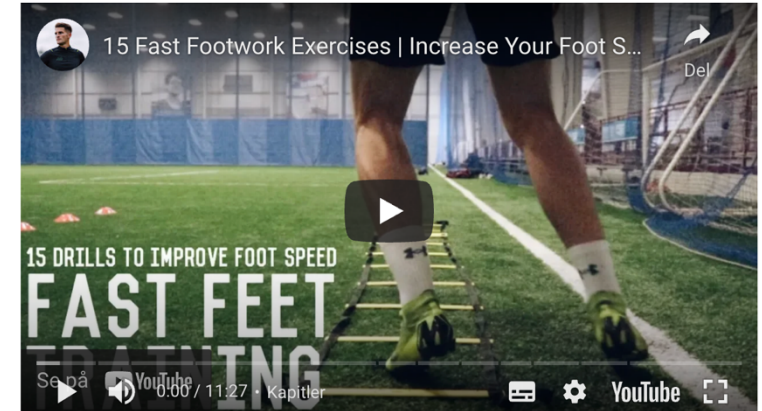 15 Fast Footwork Exercises | Increase Your Foot S...
Del
15 DRILLS TO IMPROVE FOOT SPEED
FAST FEET
TRAINING
Se på YouTube
0:00 / 11:27 • Kapitler
YouTube